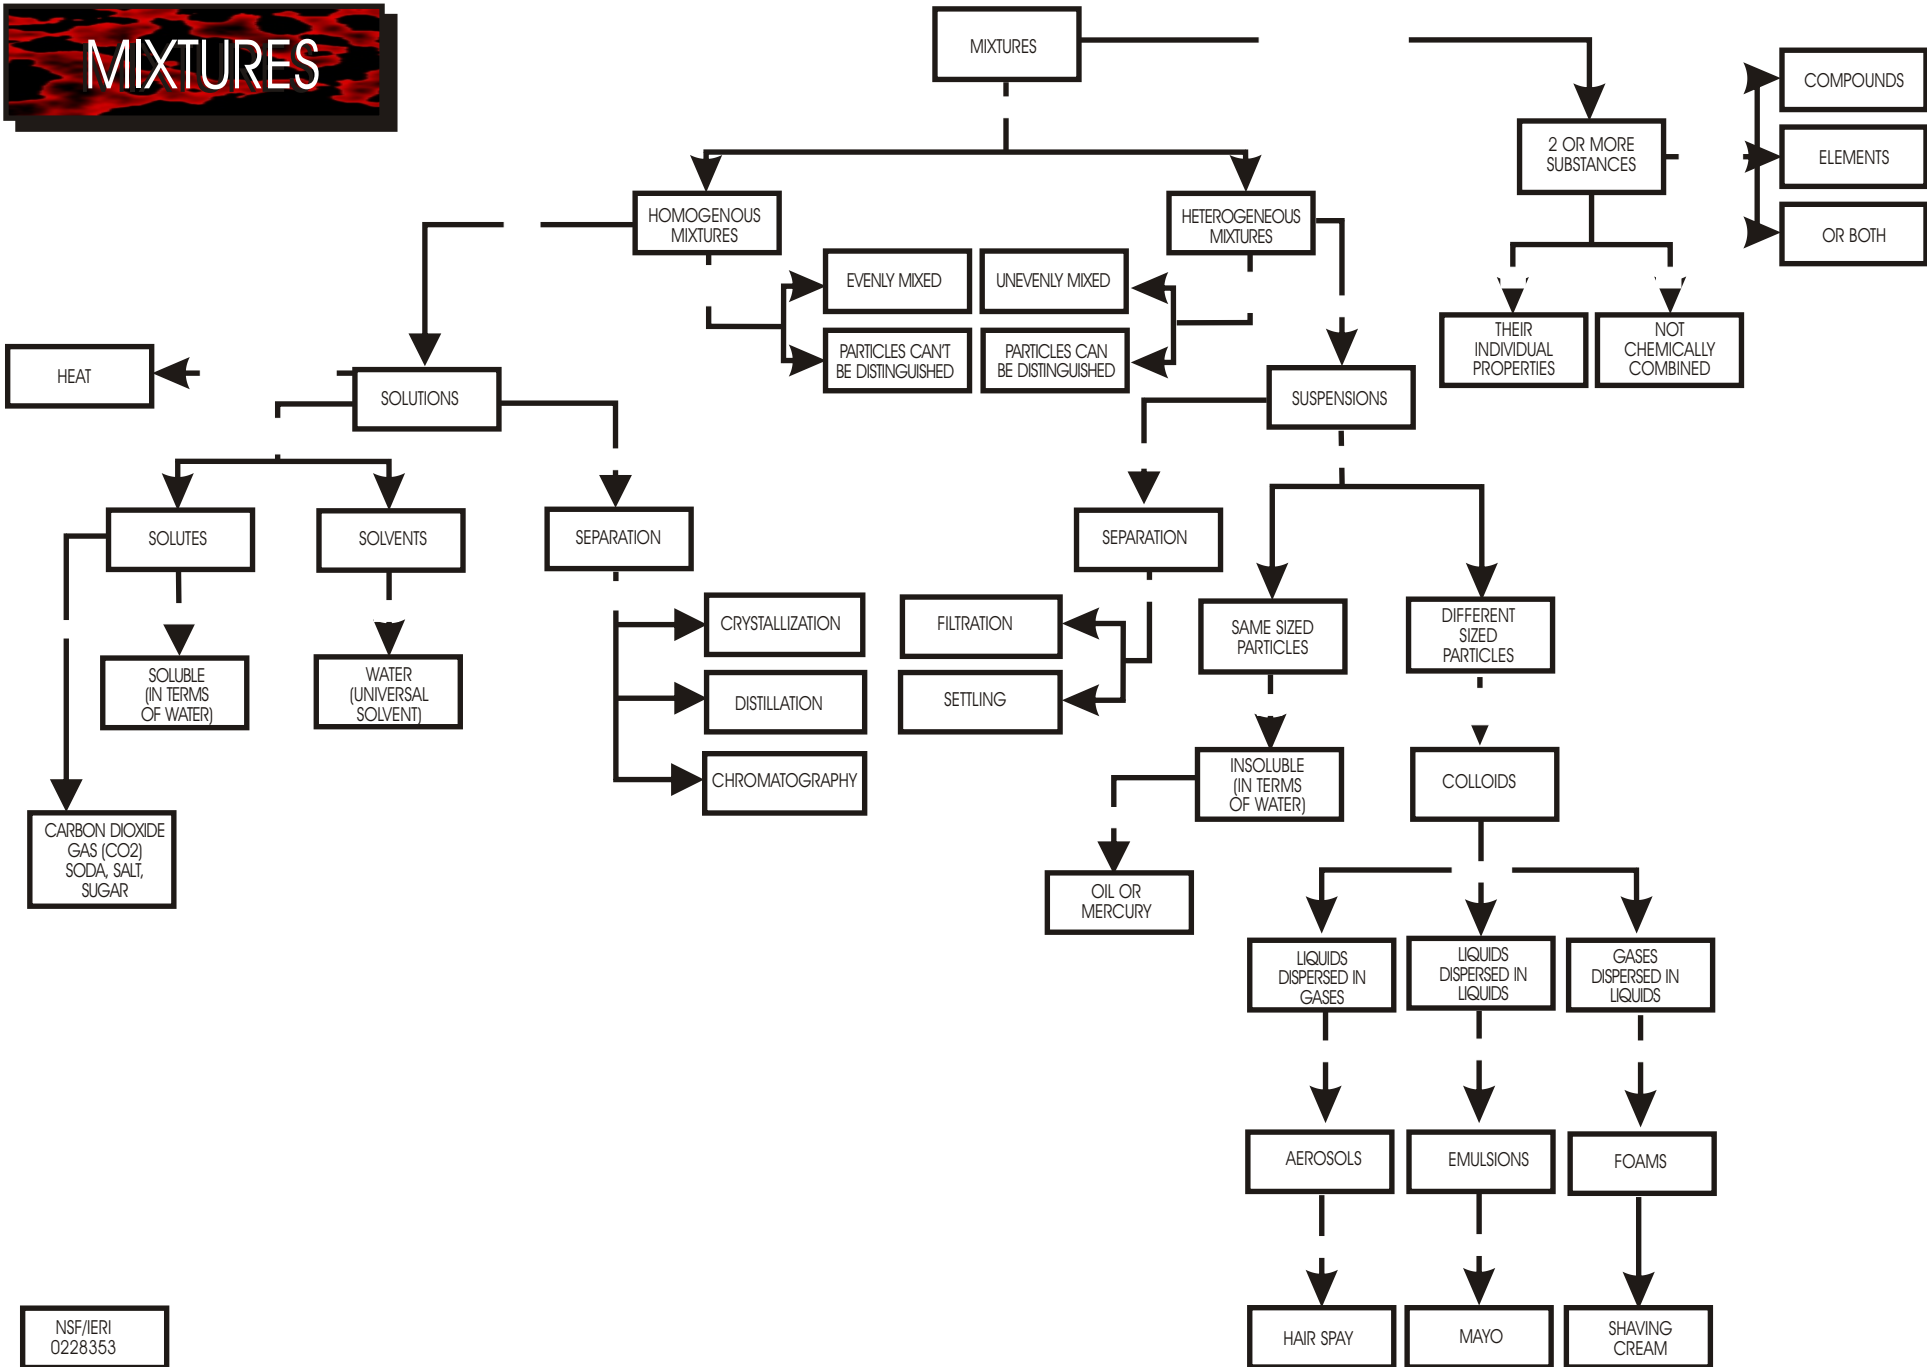 MIXTURES
MIXTURES
COMPOUNDS
2 OR MORE
SUBSTANCES
ELEMENTS
OR BOTH
HOMOGENOUS
MIXTURES
HETEROGENEOUS
MIXTURES
EVENLY MIXED
UNEVENLY MIXED
PARTICLES CAN'T
BE DISTINGUISHED
PARTICLES CAN
BE DISTINGUISHED
THEIR
INDIVIDUAL
PROPERTIES
NOT
CHEMICALLY
COMBINED
HEAT
SOLUTIONS
SUSPENSIONS
SOLUTES
SOLVENTS
SEPARATION
SEPARATION
CRYSTALLIZATION
FILTRATION
SAME SIZED
PARTICLES
DIFFERENT
SIZED
PARTICLES
SOLUBLE
(IN TERMS
OF WATER)
WATER
(UNIVERSAL
SOLVENT)
DISTILLATION
SETTLING
CHROMATOGRAPHY
INSOLUBLE
(IN TERMS
OF WATER)
COLLOIDS
CARBON DIOXIDE
GAS (CO2)
SODA, SALT,
SUGAR
OIL OR
MERCURY
LIQUIDS
DISPERSED IN
GASES
LIQUIDS
DISPERSED IN
LIQUIDS
GASES
DISPERSED IN
LIQUIDS
AEROSOLS
EMULSIONS
FOAMS
HAIR SPAY
MAYO
SHAVING
CREAM
NSF/IERI
0228353